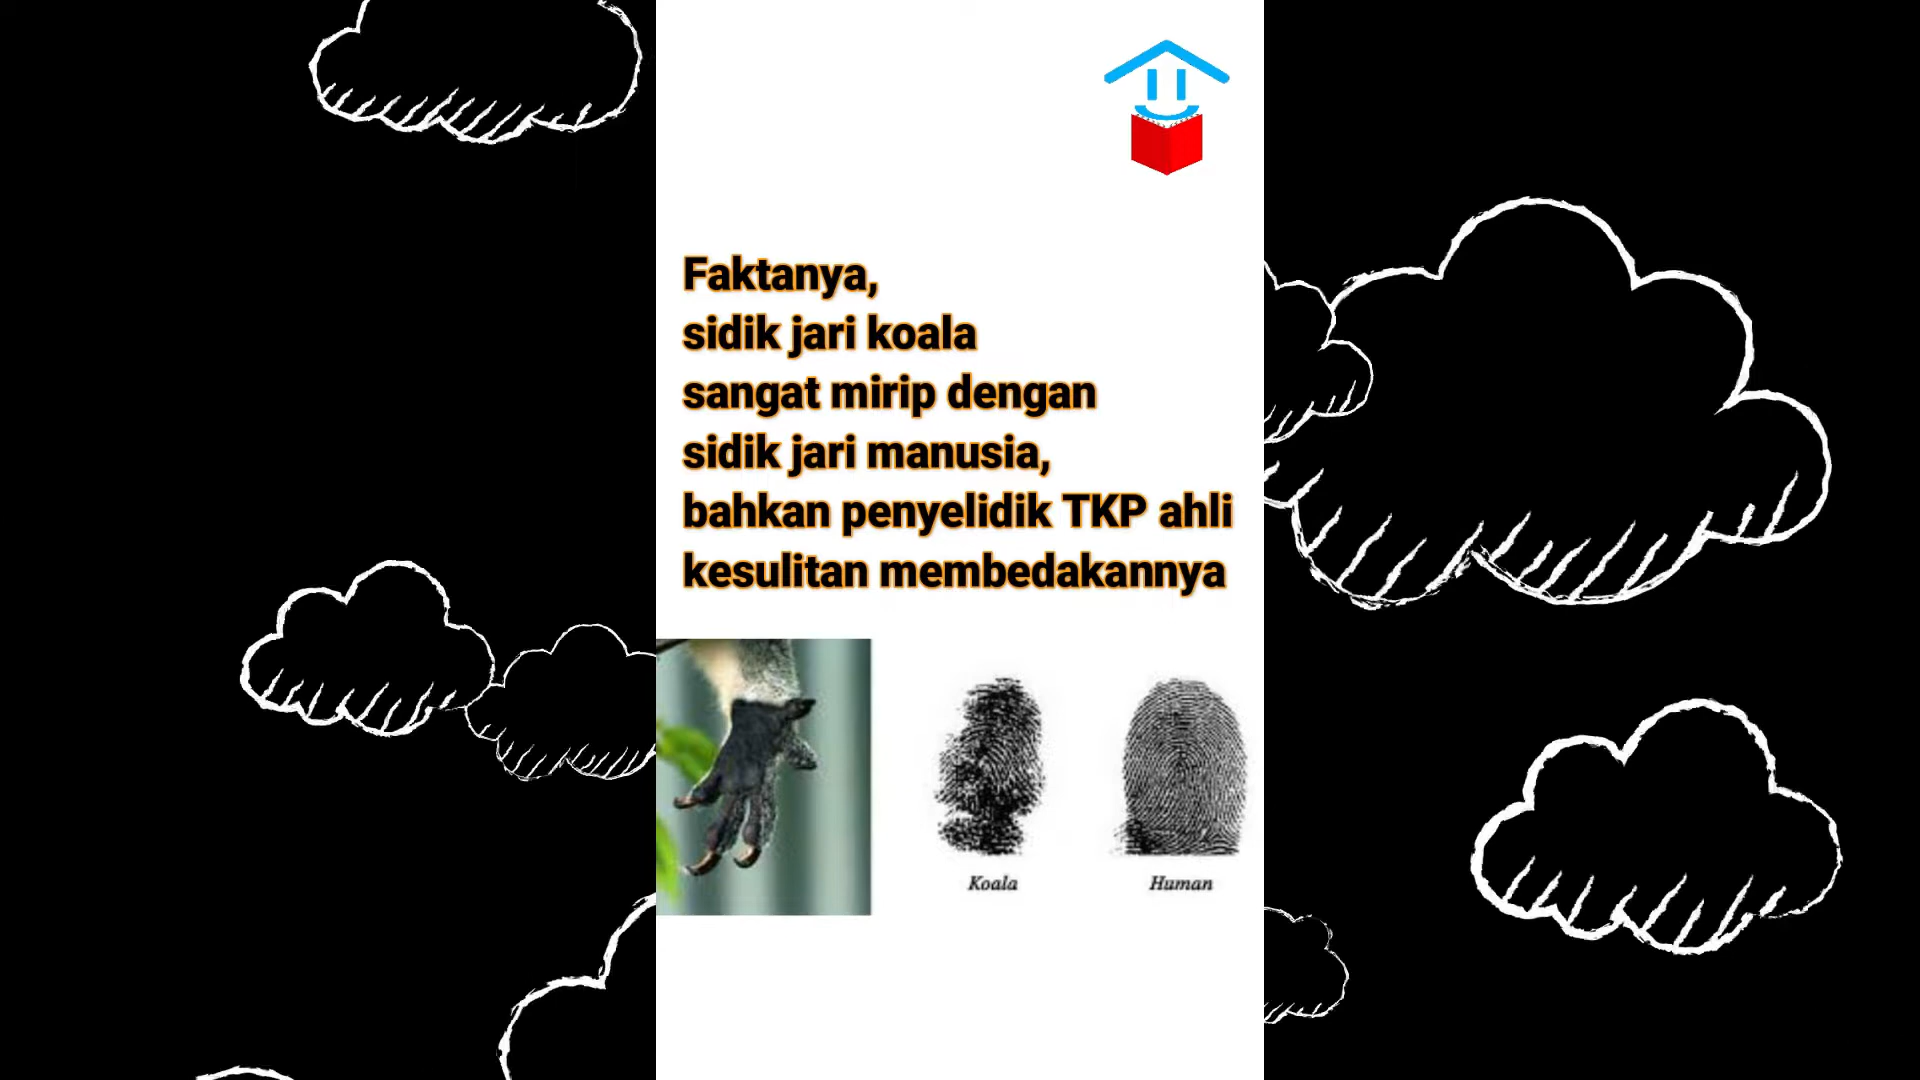 Faktanya,
sidik jari koala
sangat mirip dengan
sidik jari manusia,
bahkan penyelidik TKP ahli
kesulitan membedakannya
Koala
Human